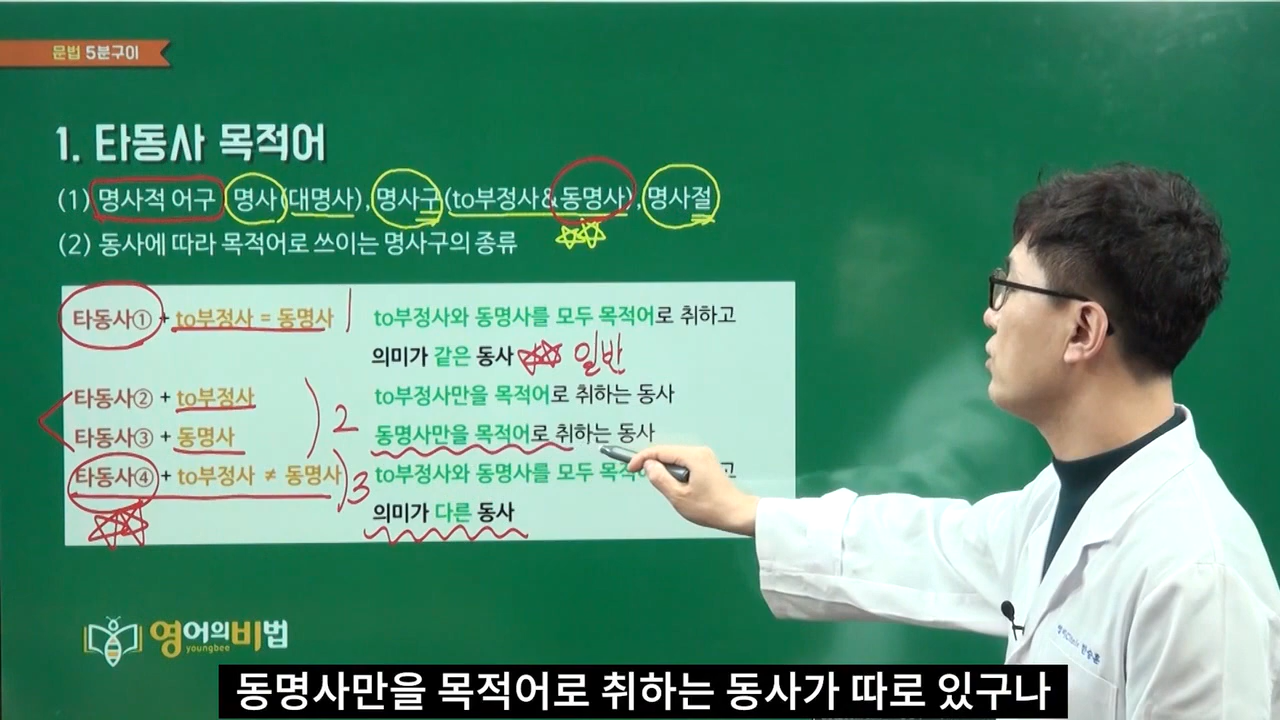 문법 5분구이
1. 타동사 목적어
(1) 명사적 어구 명사(대명사), 명사구(to부정사&동명사), 명사절
(2) 동사에 따라 목적어로 쓰이는 명사구의 종류
타동사① + to부정사 = 동명사 to부정사와 동명사를 모두 목적어로 취하고
의미가 같은 동사 일반
타동사② + to부정사 to부정사만을 목적어로 취하는 동사
2
타동사③ + 동명사 동명사만을 목적어로 취하는 동사
타동사④ + to부정사 ≠ 동명사 3 to부정사와 동명사를 모두 고
의미가 다른 동사
영어의비법
youngbee
동명사만을 목적어로 취하는 동사가 따로 있구나